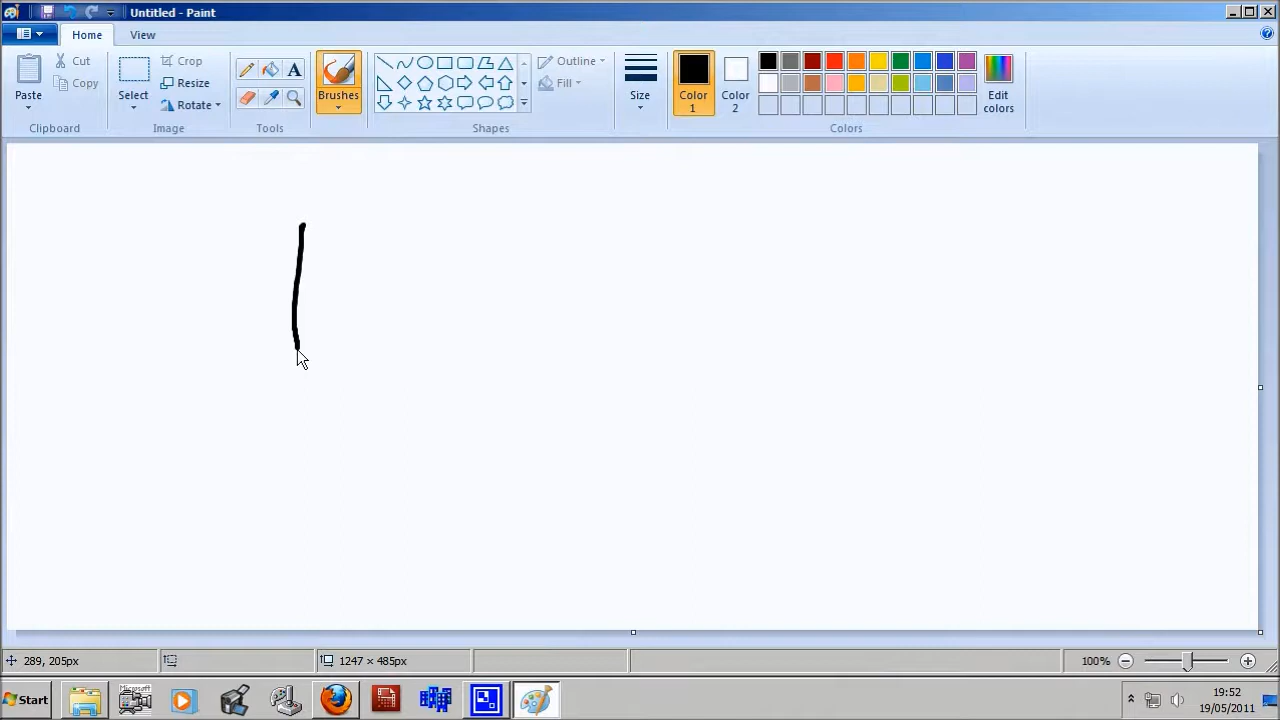 Untitled - Paint
Home View
Cut
Copy
Paste
Clipboard
Crop
Resize
Rotate
Select
Image
A
Tools
Brushes
Outline
Fill
Shapes
Size
Color 1
Color 2
Edit colors
Colors
289, 205px
1247 × 485px
100%
Start
Microsoft
19:52
19/05/2011